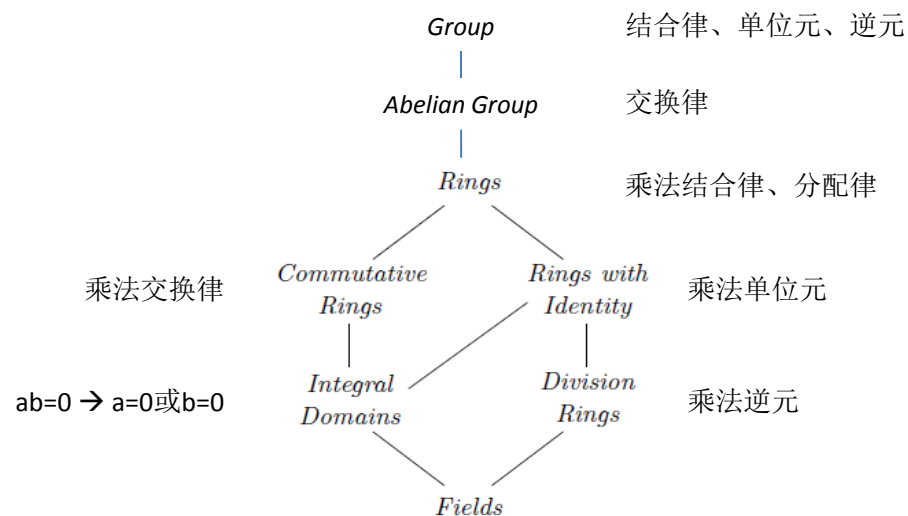 Group 结合律、单位元、逆元
Abelian Group 交换律
Rings 乘法结合律、分配律
乘法交换律 Commutative Rings Rings with Identity 乘法单位元
ab=0 → a=0或b=0 Integral Domains Division Rings 乘法逆元
Fields